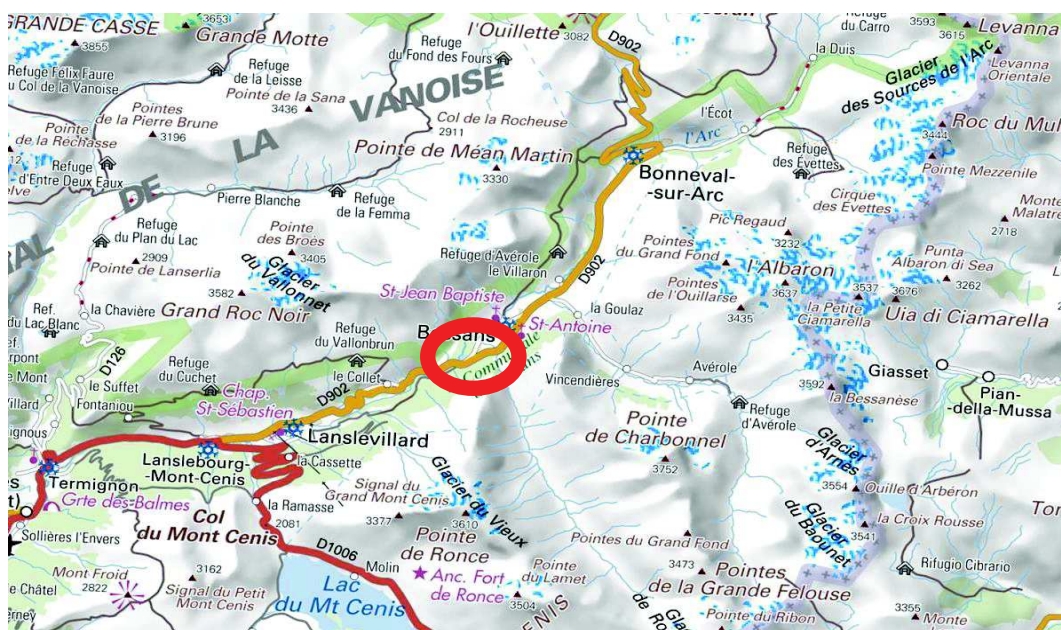 GRANDE CASSE
3855
3653
Grande Motte
l'Ouillette
3082
D902
Refuge
du Carro
3593
3615
Levanna
Levanna
Orientale
la Duis
Glacier
des Sources de l'Arc
Refuge Félix Faure
du Col de la Vanoise
Refuge
de la Leisse
Refuge
du Fond des Fours
Pointe de la Sana
3436
VANOISE
LA
DE
Pointes
de la Pierre Brune
3196
Pointe
de la Réchasse
Col de la Rocheuse
2911
Pointe de Méan Martin
3330
l'Écot
l'Arc
3444
Roc du Mul
Refuge
d'Entre Deux Eaux
Refuge
des Évettes
Pointe Mezzenile
Bonneval-
-sur-Arc
Pierre Blanche
Refuge
de la Femma
Cirque
des Évettes
Monte
Malatre
2718
Refuge
du Plan du Lac
2909
Pointe de Lanserlia
Pointe
des Broès
3405
Glacier
du Vallonnet
Refuge d'Avérole
le Villaron
D902
Pic Regaud
3232
Pointes
du Grand Fond
l'Albaron
3637
Punta
Albaron di Sea
3262
3537
3676
Pointes
de l'Ouillarse
3435
la Petite
Ciamarella
Uia di Ciamarella
3582
Grand Roc Noir
la Chavière
Ref.
du Lac Blanc
St-Jean Baptiste
St-Antoine
la Goulaz
Refuge
du Vallonbrun
D126
le Suffet
Refuge
du Cuchet
le Collet
Communale
Vincendières
Avérole
3592
la Bessanèse
Giasset
Pian-
-della-Mussa
Fontaniou
Chap.
St-Sébastien
D902
Lanslevillard
Refuge
d'Avérole
Pointe
de Charbonnel
3752
Glacier
d'Arnès
Lanslebourg-
-Mont-Cenis
la Cassette
Termignon
Grte des Balmes
Signal du
Grand Mont Cenis
3377
3610
Glacier du Vieux
3554
Ouille d'Arbéron
la Ramasse
2081
Col
du Mont Cenis
Sollières l'Envers
la Croix Rousse
3541
Glacier
du Baounet
D1006
Pointe
de Ronce
Pointes du Grand Fond
3473
Pointes
de la Grande Felouse
Rifugio Cibrario
Mont Froid
2822
3162
Signal du Petit
Mont Cenis
Molin
Lac
du Mt Cenis
Anc. Fort
de Ronce
Pointe
du Lamet
3504
Pointe du Ribon
3355
Monte
le Châtel